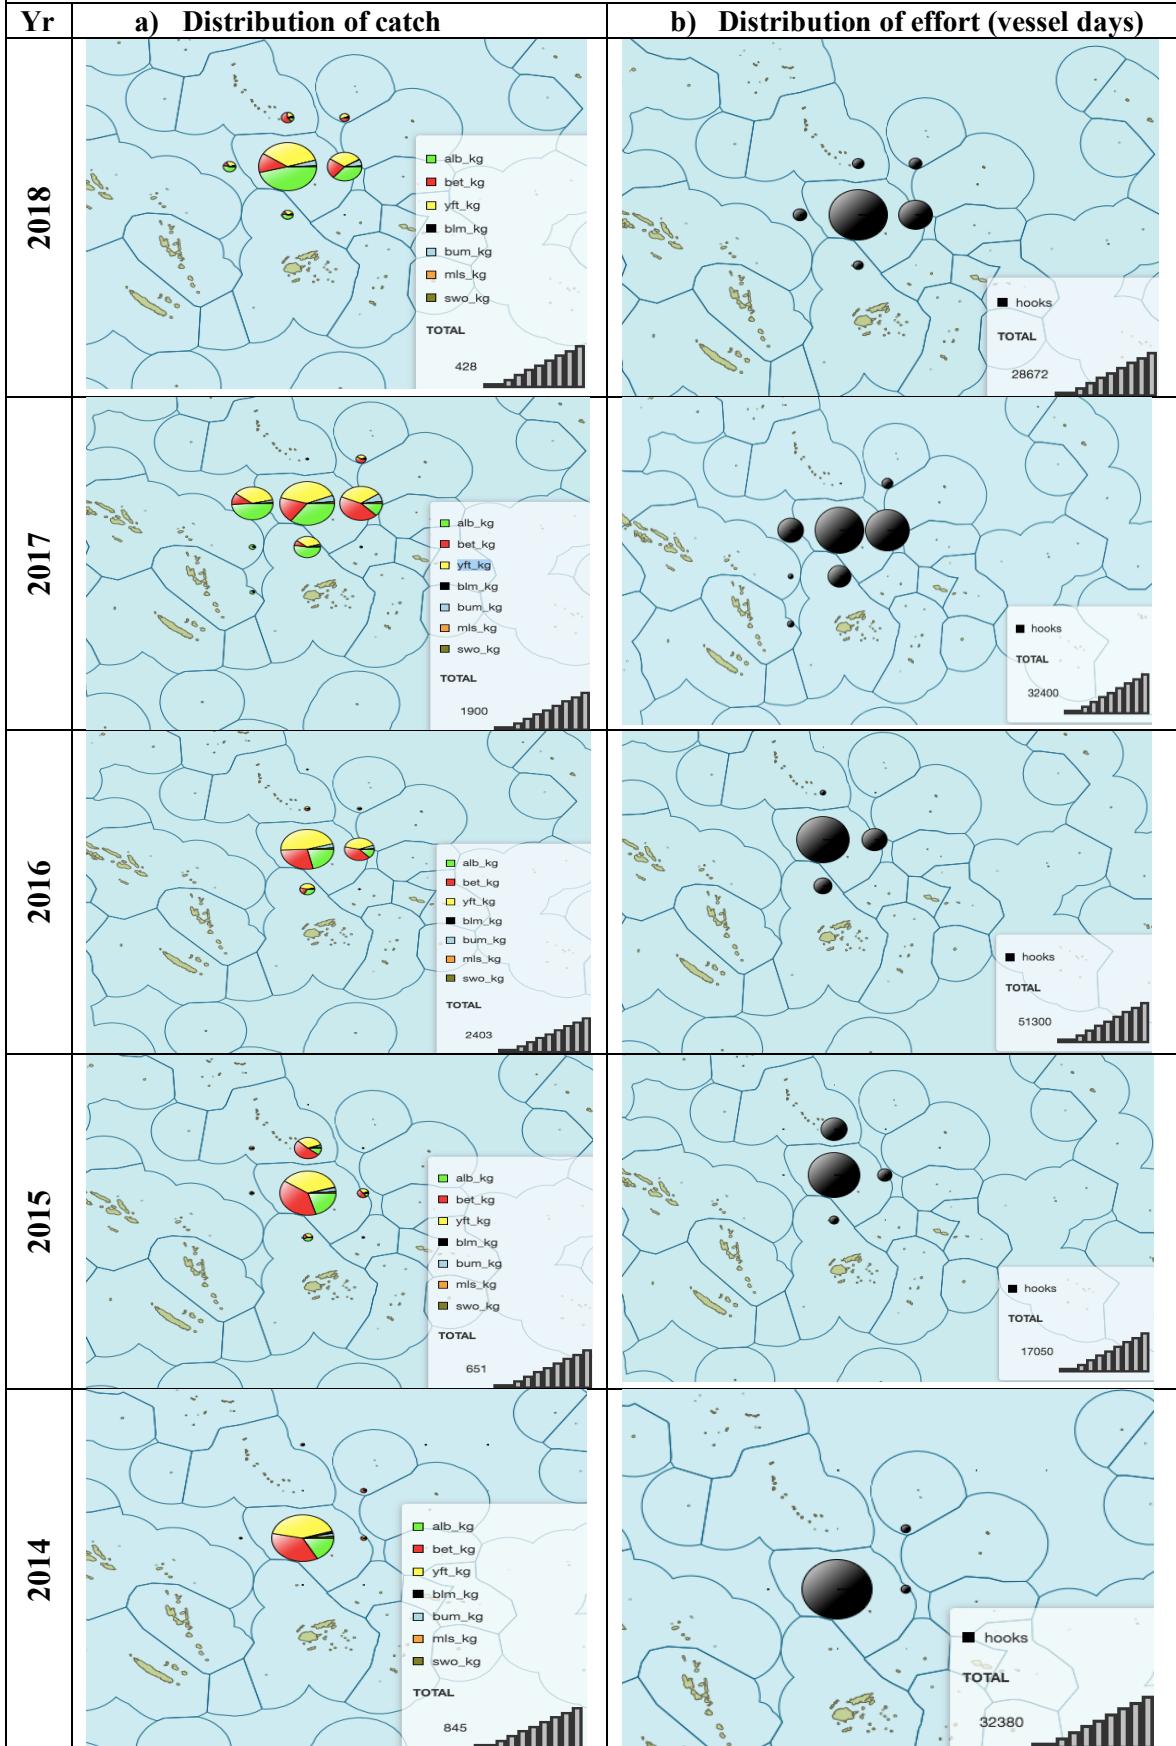 Yr a) Distribution of catch b) Distribution of effort (vessel days)
2018
alb_kg
bet_kg
yft_kg
blm_kg
bum_kg
mls_kg
swo_kg
TOTAL
428
hooks
TOTAL
28672
2017
alb_kg
bet_kg
yft_kg
blm_kg
bum_kg
mls_kg
swo_kg
TOTAL
1900
hooks
TOTAL
32400
2016
alb_kg
bet_kg
yft_kg
blm_kg
bum_kg
mls_kg
swo_kg
TOTAL
2403
hooks
TOTAL
51300
2015
alb_kg
bet_kg
yft_kg
blm_kg
bum_kg
mls_kg
swo_kg
TOTAL
651
hooks
TOTAL
17050
2014
alb_kg
bet_kg
yft_kg
blm_kg
bum_kg
mls_kg
swo_kg
TOTAL
845
hooks
TOTAL
32380